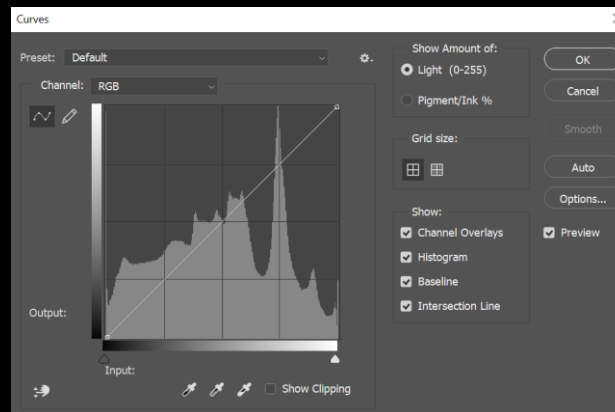 Curves
Preset: Default
Channel: RGB
Output:
Input:
Show Clipping
Show Amount of:
Light (0-255)
Pigment/Ink %
Grid size:
Show:
Channel Overlays
Histogram
Baseline
Intersection Line
OK
Cancel
Smooth
Auto
Options...
Preview